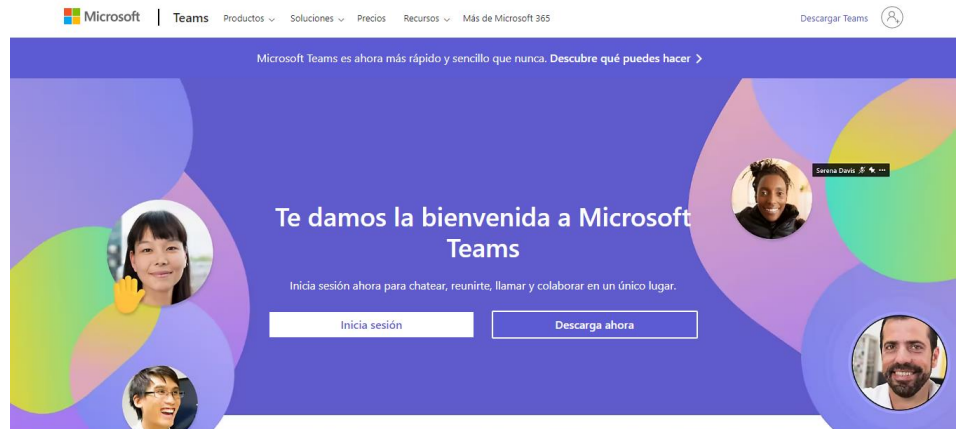 Microsoft Teams Productos Soluciones Precios Recursos Más de Microsoft 365 Descargar Teams
Microsoft Teams es ahora más rápido y sencillo que nunca. Descubre qué puedes hacer
Serena Davis
Te damos la bienvenida a Microsoft
Teams
Inicia sesión ahora para chatear, reunirte, llamar y colaborar en un único lugar.
Inicia sesión Descarga ahora